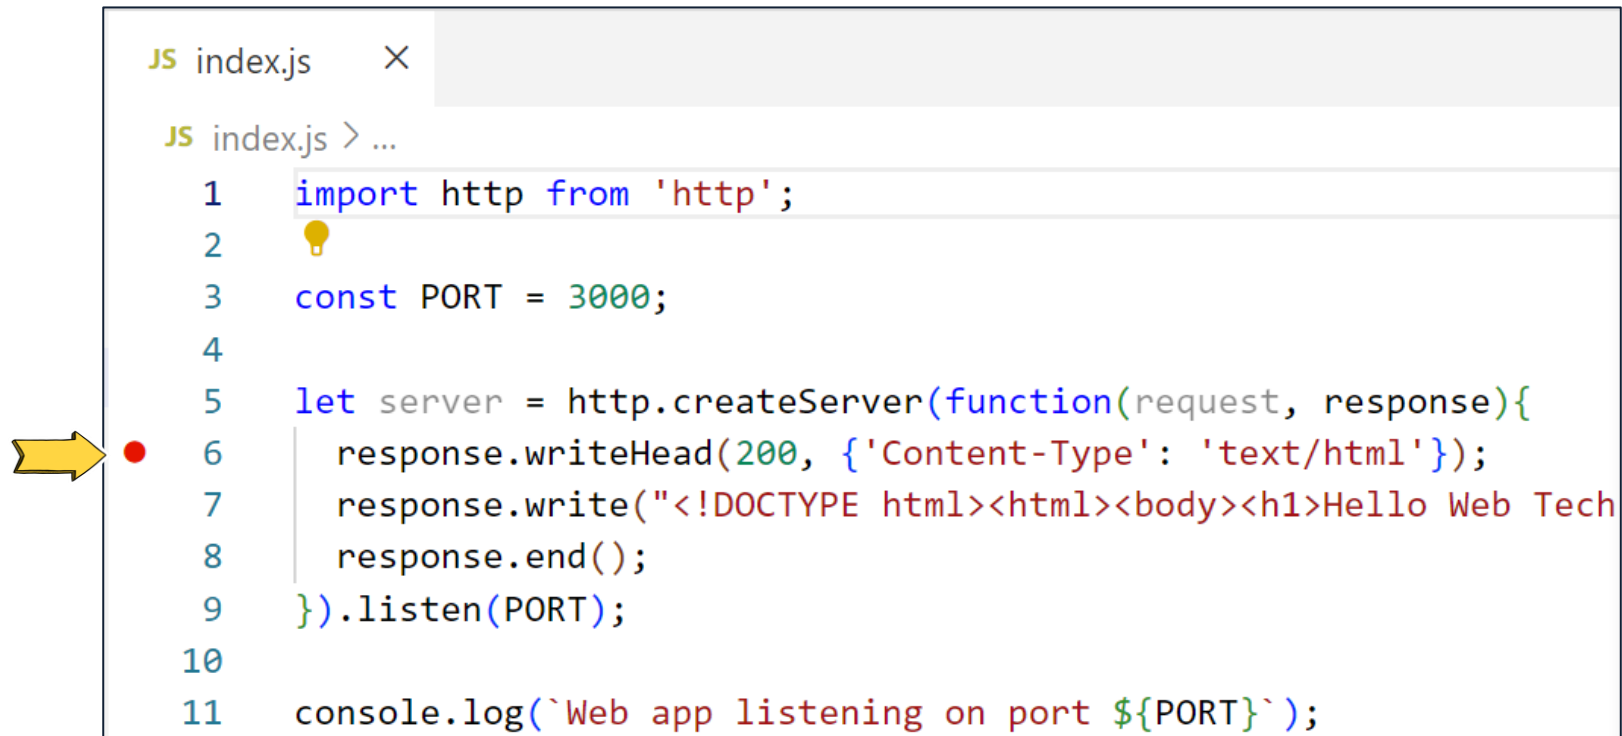 JS index.js ×
JS index.js > ...
1 import http from 'http';
2
3 const PORT = 3000;
4
5 let server = http.createServer(function(request, response){
6 response.writeHead(200, {'Content-Type': 'text/html'});
7 response.write("<!DOCTYPE html><html><body><h1>Hello Web Tech
8 response.end();
9 }).listen(PORT);
10
11 console.log(`Web app listening on port ${PORT}`);